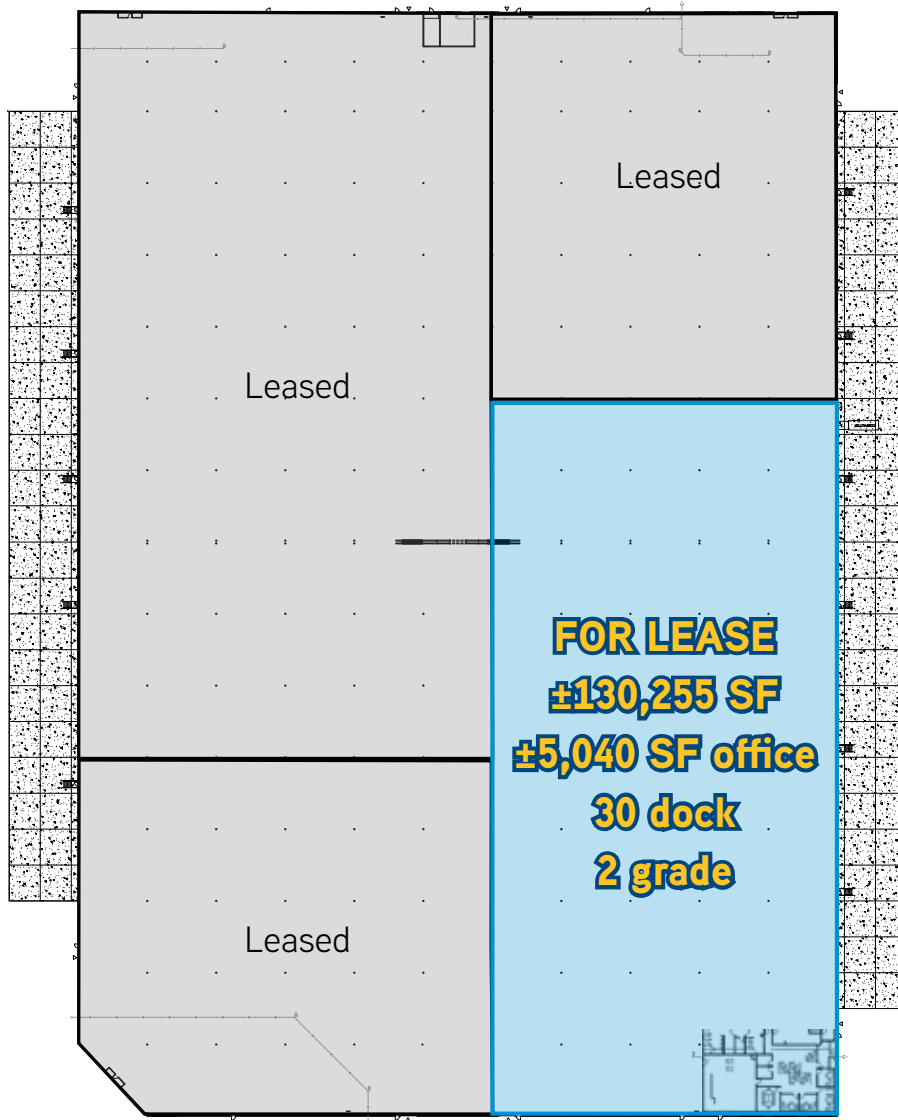 Leased
Leased
FOR LEASE
±130,255 SF
±5,040 SF office
30 dock
2 grade
Leased